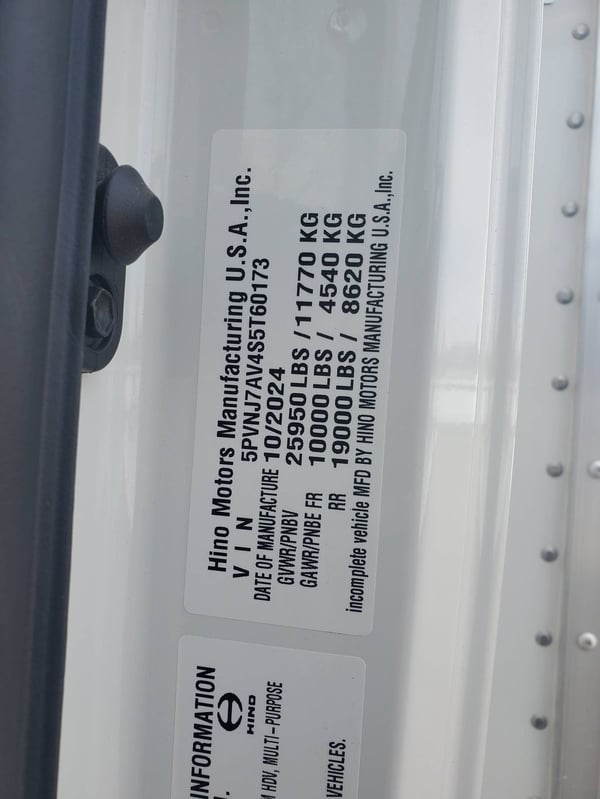 Hino Motors Manufacturing U.S.A.,Inc.
VIN 5PVNJ7AV4S5T60173
DATE OF MANUFACTURE 10/2024
GVWR/PNBV 25950 LBS / 11770 KG
GAWR/PNBE FR 10000 LBS / 4540 KG
RR 19000 LBS / 8620 KG
incomplete vehicle MFD BY HINO MOTORS MANUFACTURING U.S.A.,Inc.
INFORMATION
HINO
HDV, MULTI-PURPOSE
VEHICLES.